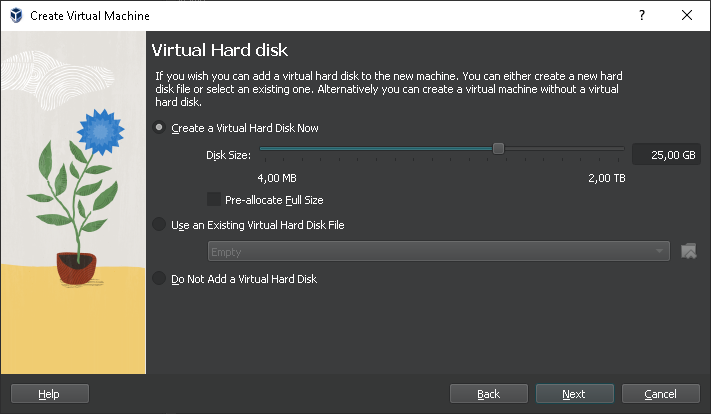 Create Virtual Machine
Virtual Hard disk
If you wish you can add a virtual hard disk to the new machine. You can either create a new hard
disk file or select an existing one. Alternatively you can create a virtual machine without a virtual
hard disk.
Create a Virtual Hard Disk Now
Disk Size:
25,00 GB
4,00 MB
2,00 TB
Pre-allocate Full Size
Use an Existing Virtual Hard Disk File
Empty
Do Not Add a Virtual Hard Disk
Help
Back
Next
Cancel